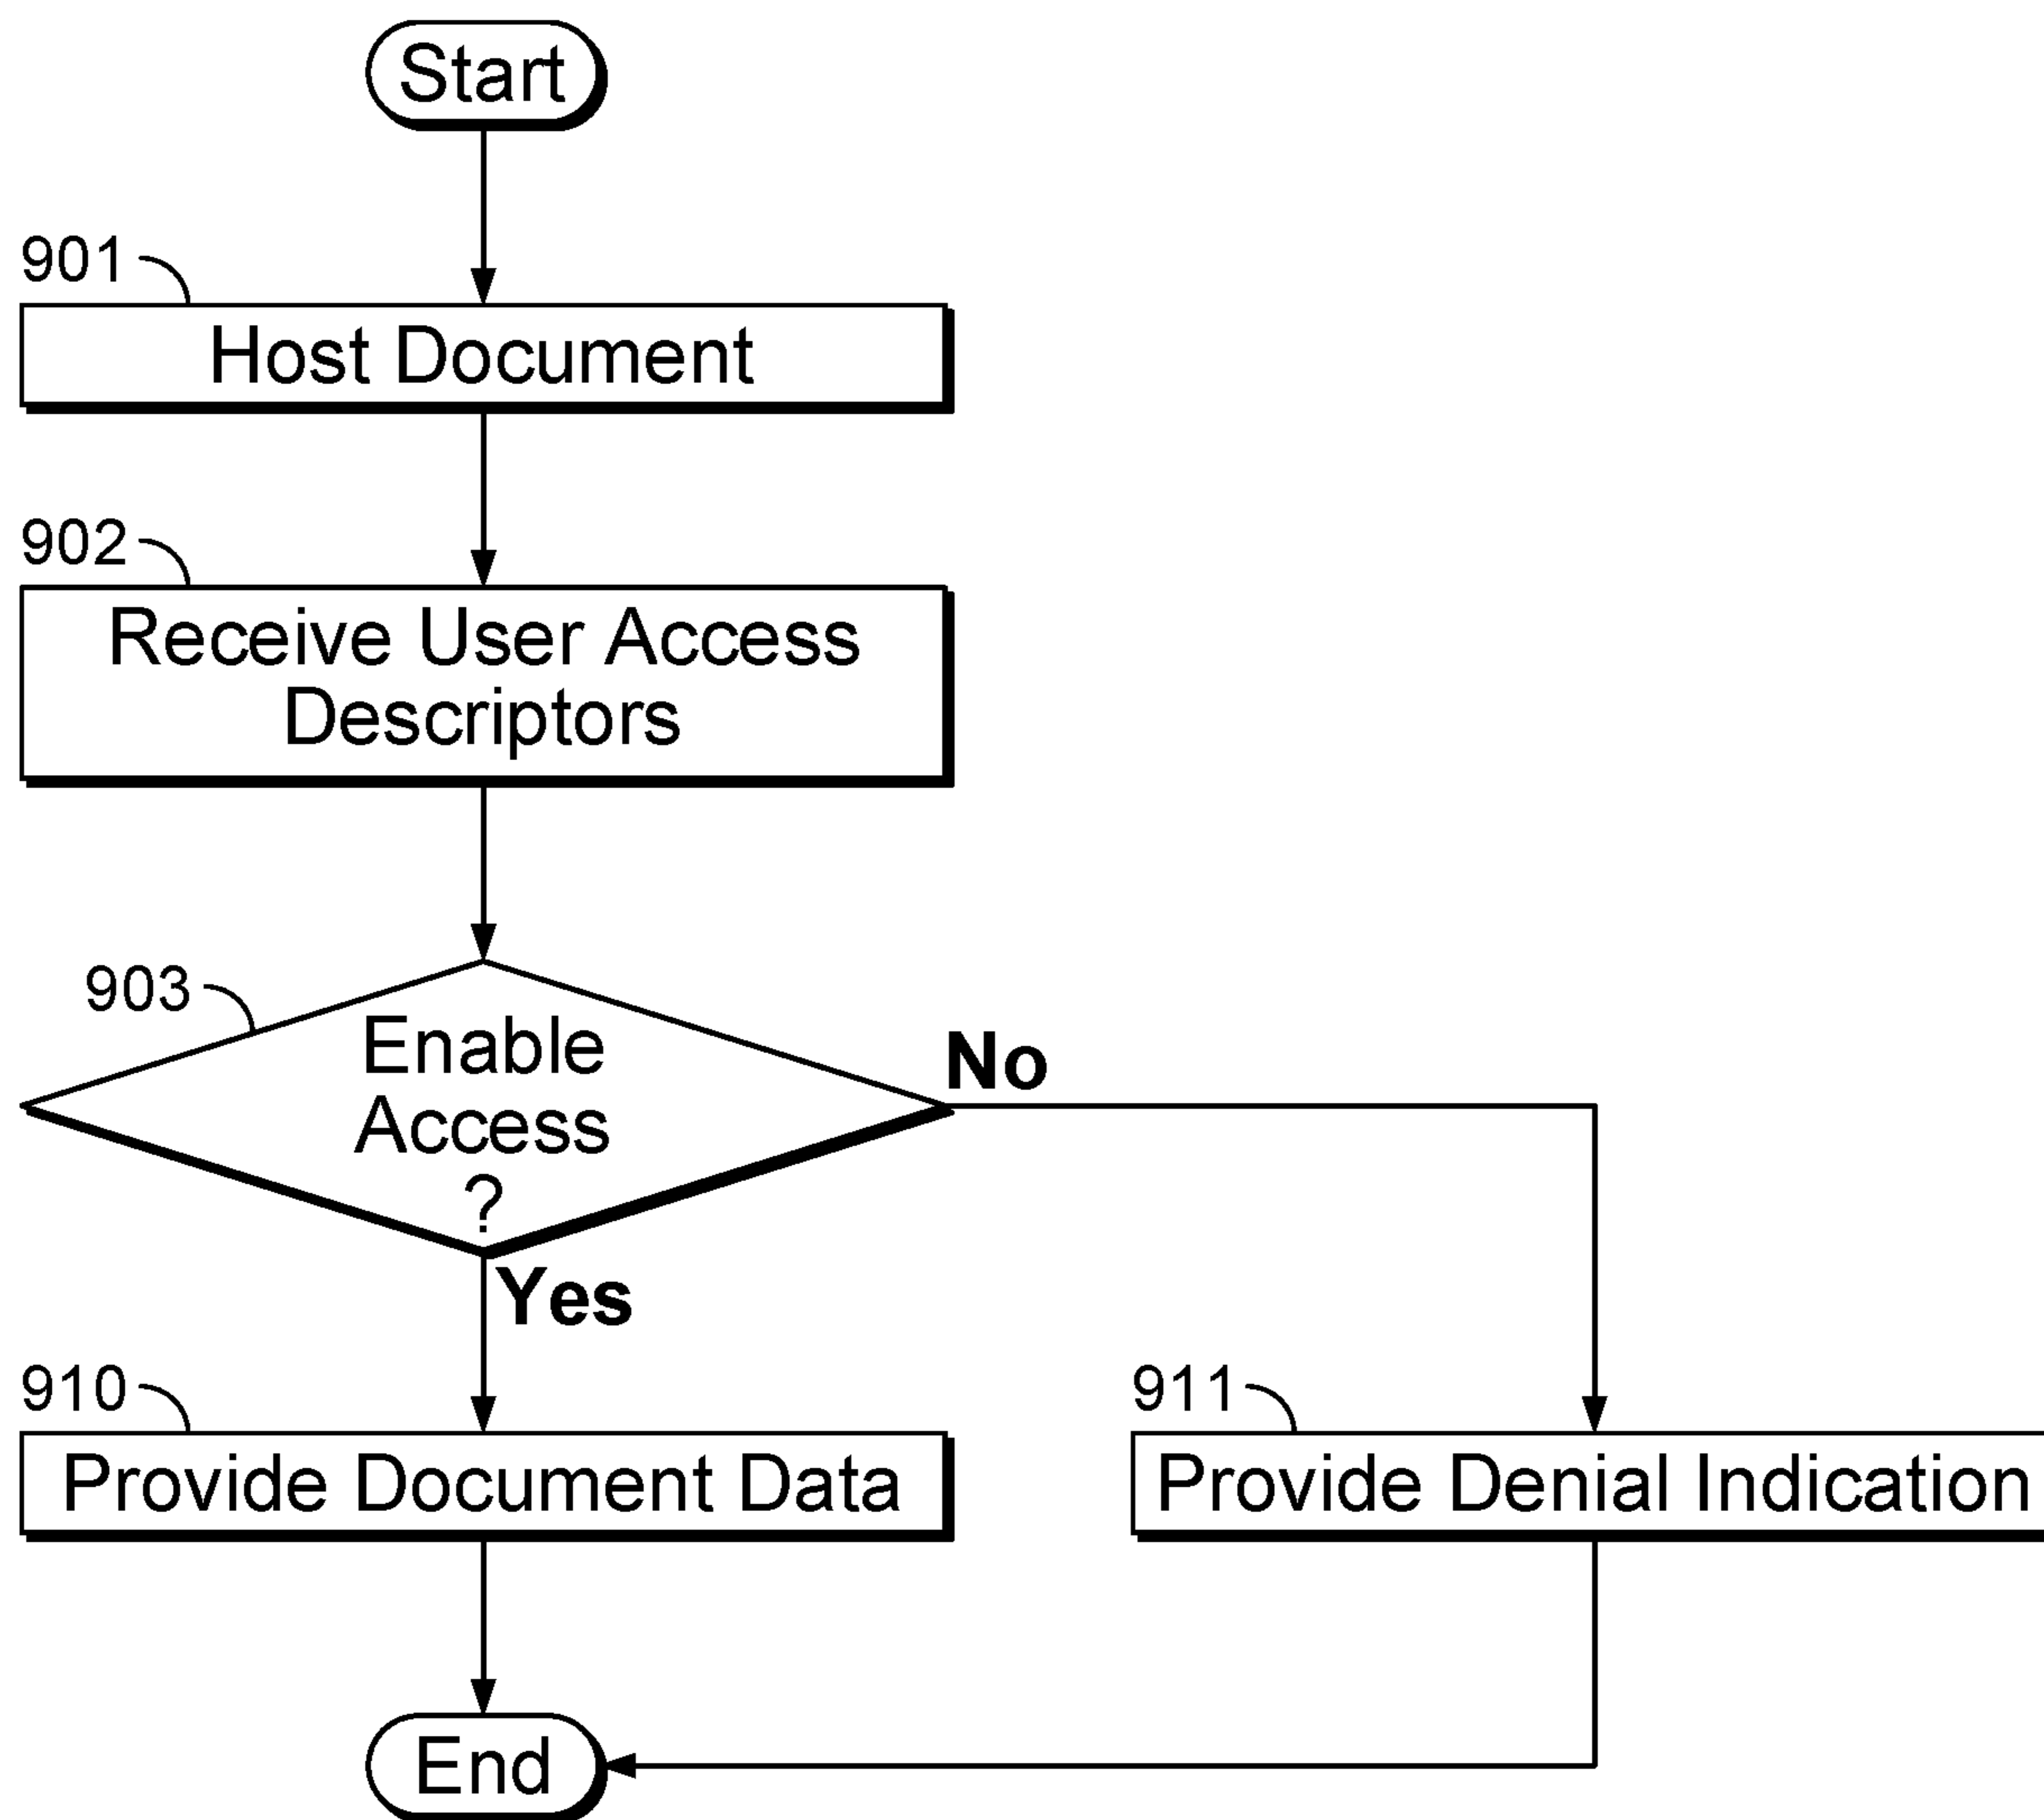 Start
901
Host Document
902
Receive User Access
Descriptors
903
Enable
Access
?
No
Yes
910
Provide Document Data
911
Provide Denial Indication
End